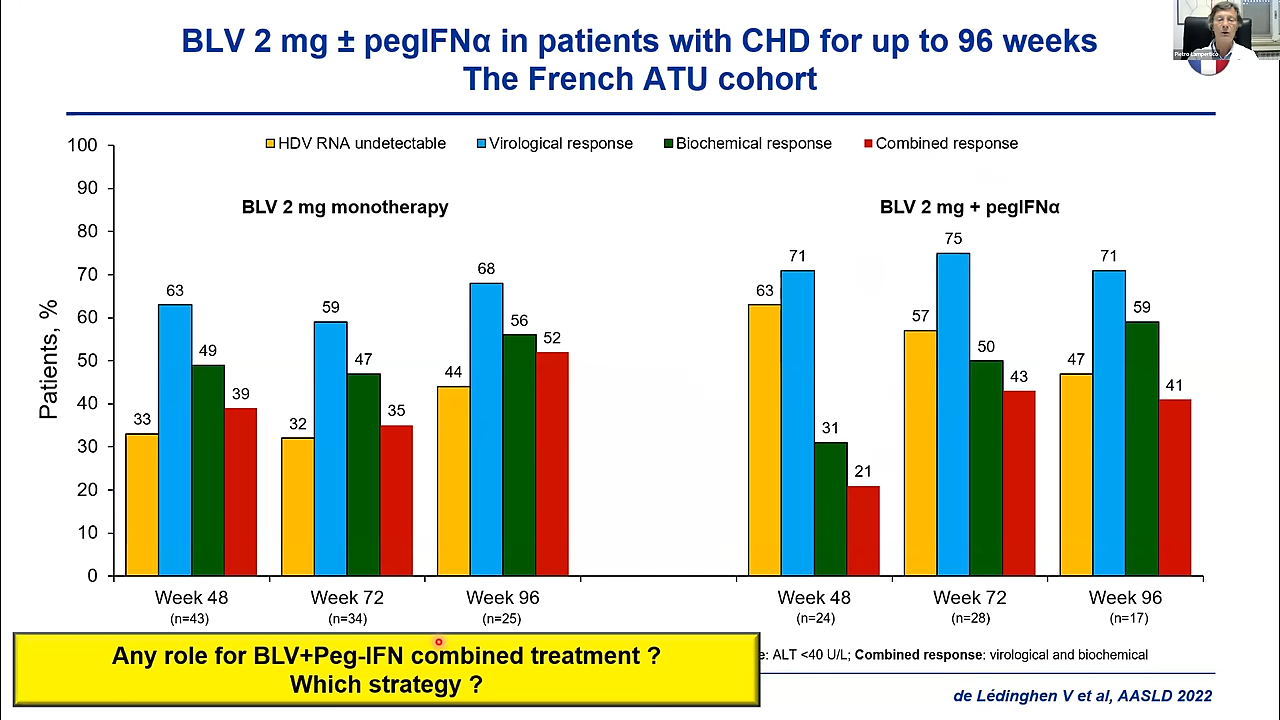 BLV 2 mg ± pegIFNα in patients with CHD for up to 96 weeks
The French ATU cohort
Pietro Lampertico
HDV RNA undetectable Virological response Biochemical response Combined response
BLV 2 mg monotherapy
BLV 2 mg + pegIFNα
Patients, %
100
90
80
70
60
50
40
30
20
10
0
33 63 49 39
32 59 47 35
44 68 56 52
63 71 31 21
57 75 50 43
47 71 59 41
Week 48 Week 72 Week 96 Week 48 Week 72 Week 96
(n=43) (n=34) (n=25) (n=24) (n=28) (n=17)
e: ALT <40 U/L; Combined response: virological and biochemical
Any role for BLV+Peg-IFN combined treatment ?
Which strategy ?
de Lédinghen V et al, AASLD 2022